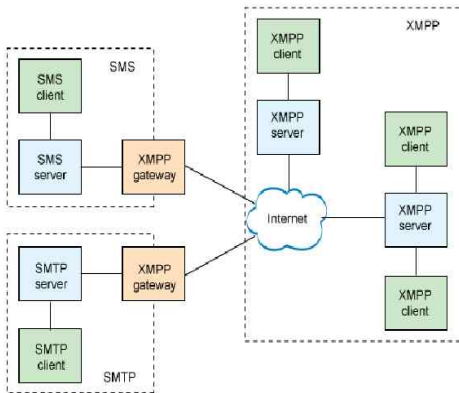 SMS
SMS
client
SMS
server
XMPP
gateway
SMTP
server
XMPP
gateway
SMTP
client
SMTP
XMPP
XMPP
client
XMPP
server
Internet
XMPP
client
XMPP
server
XMPP
client